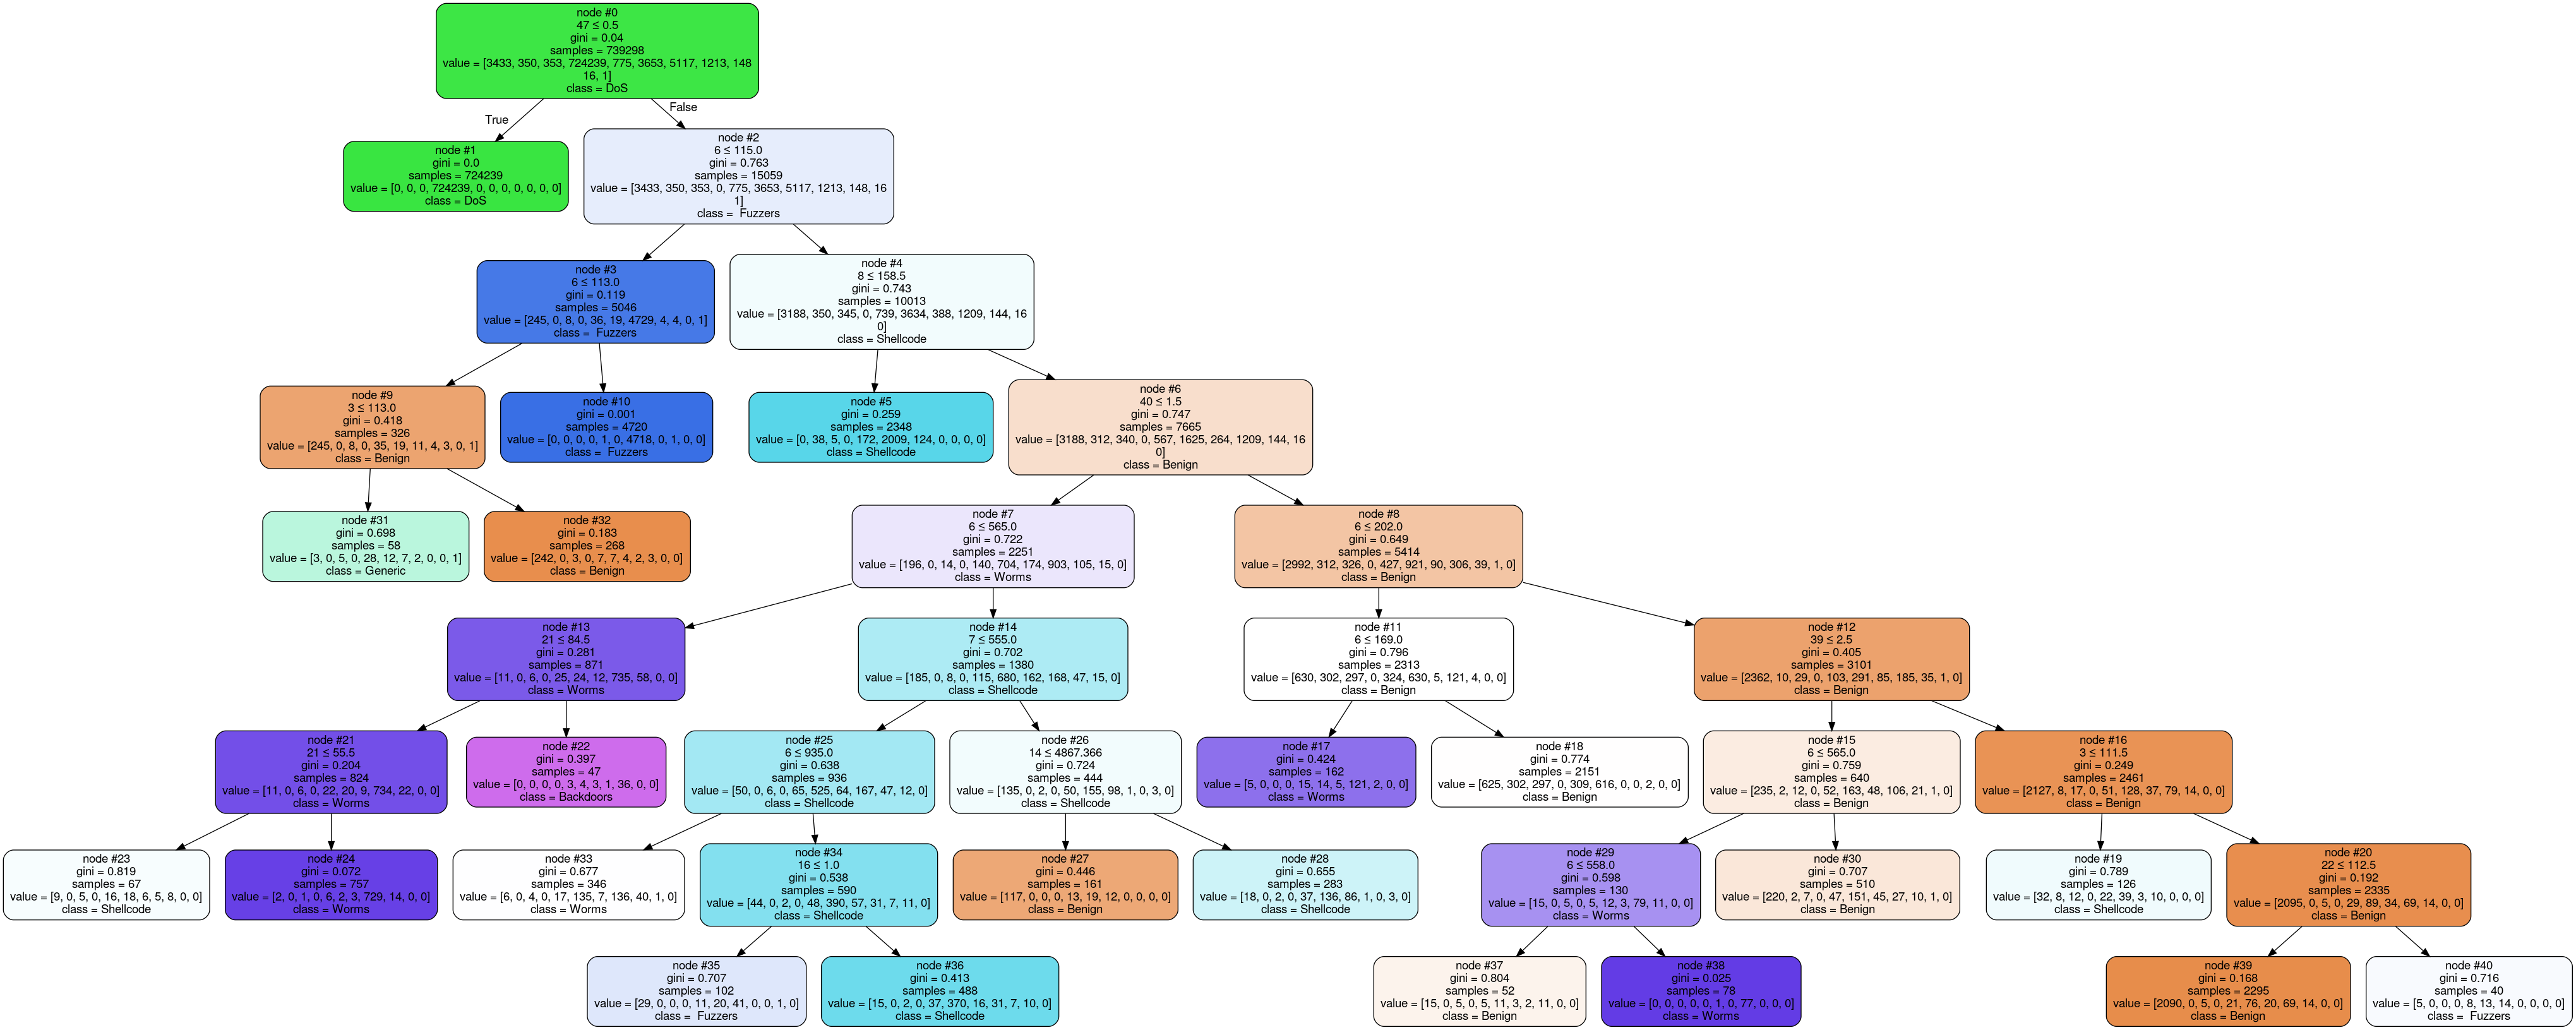 node #0
47 ≤ 0.5
gini = 0.04
samples = 739298
value = [3433, 350, 353, 724239, 775, 3653, 5117, 1213, 148
16, 1]
class = DoS
True
False
node #1
gini = 0.0
samples = 724239
value = [0, 0, 0, 724239, 0, 0, 0, 0, 0, 0, 0]
class = DoS
node #2
6 ≤ 115.0
gini = 0.763
samples = 15059
value = [3433, 350, 353, 0, 775, 3653, 5117, 1213, 148, 16
1]
class =  Fuzzers
node #3
6 ≤ 113.0
gini = 0.119
samples = 5046
value = [245, 0, 8, 0, 36, 19, 4729, 4, 4, 0, 1]
class =  Fuzzers
node #4
8 ≤ 158.5
gini = 0.743
samples = 10013
value = [3188, 350, 345, 0, 739, 3634, 388, 1209, 144, 16
0]
class = Shellcode
node #9
3 ≤ 113.0
gini = 0.418
samples = 326
value = [245, 0, 8, 0, 35, 19, 11, 4, 3, 0, 1]
class = Benign
node #10
gini = 0.001
samples = 4720
value = [0, 0, 0, 0, 1, 0, 4718, 0, 1, 0, 0]
class =  Fuzzers
node #5
gini = 0.259
samples = 2348
value = [0, 38, 5, 0, 172, 2009, 124, 0, 0, 0, 0]
class = Shellcode
node #6
40 ≤ 1.5
gini = 0.747
samples = 7665
value = [3188, 312, 340, 0, 567, 1625, 264, 1209, 144, 16
0]
class = Benign
node #31
gini = 0.698
samples = 58
value = [3, 0, 5, 0, 28, 12, 7, 2, 0, 0, 1]
class = Generic
node #32
gini = 0.183
samples = 268
value = [242, 0, 3, 0, 7, 7, 4, 2, 3, 0, 0]
class = Benign
node #7
6 ≤ 565.0
gini = 0.722
samples = 2251
value = [196, 0, 14, 0, 140, 704, 174, 903, 105, 15, 0]
class = Worms
node #8
6 ≤ 202.0
gini = 0.649
samples = 5414
value = [2992, 312, 326, 0, 427, 921, 90, 306, 39, 1, 0]
class = Benign
node #13
21 ≤ 84.5
gini = 0.281
samples = 871
value = [11, 0, 6, 0, 25, 24, 12, 735, 58, 0, 0]
class = Worms
node #14
7 ≤ 555.0
gini = 0.702
samples = 1380
value = [185, 0, 8, 0, 115, 680, 162, 168, 47, 15, 0]
class = Shellcode
node #11
6 ≤ 169.0
gini = 0.796
samples = 2313
value = [630, 302, 297, 0, 324, 630, 5, 121, 4, 0, 0]
class = Benign
node #12
39 ≤ 2.5
gini = 0.405
samples = 3101
value = [2362, 10, 29, 0, 103, 291, 85, 185, 35, 1, 0]
class = Benign
node #21
21 ≤ 55.5
gini = 0.204
samples = 824
value = [11, 0, 6, 0, 22, 20, 9, 734, 22, 0, 0]
class = Worms
node #22
gini = 0.397
samples = 47
value = [0, 0, 0, 0, 3, 4, 3, 1, 36, 0, 0]
class = Backdoors
node #25
6 ≤ 935.0
gini = 0.638
samples = 936
value = [50, 0, 6, 0, 65, 525, 64, 167, 47, 12, 0]
class = Shellcode
node #26
14 ≤ 4867.366
gini = 0.724
samples = 444
value = [135, 0, 2, 0, 50, 155, 98, 1, 0, 3, 0]
class = Shellcode
node #17
gini = 0.424
samples = 162
value = [5, 0, 0, 0, 15, 14, 5, 121, 2, 0, 0]
class = Worms
node #18
gini = 0.774
samples = 2151
value = [625, 302, 297, 0, 309, 616, 0, 0, 2, 0, 0]
class = Benign
node #15
6 ≤ 565.0
gini = 0.759
samples = 640
value = [235, 2, 12, 0, 52, 163, 48, 106, 21, 1, 0]
class = Benign
node #16
3 ≤ 111.5
gini = 0.249
samples = 2461
value = [2127, 8, 17, 0, 51, 128, 37, 79, 14, 0, 0]
class = Benign
node #23
gini = 0.819
samples = 67
value = [9, 0, 5, 0, 16, 18, 6, 5, 8, 0, 0]
class = Shellcode
node #24
gini = 0.072
samples = 757
value = [2, 0, 1, 0, 6, 2, 3, 729, 14, 0, 0]
class = Worms
node #33
gini = 0.677
samples = 346
value = [6, 0, 4, 0, 17, 135, 7, 136, 40, 1, 0]
class = Worms
node #34
16 ≤ 1.0
gini = 0.538
samples = 590
value = [44, 0, 2, 0, 48, 390, 57, 31, 7, 11, 0]
class = Shellcode
node #27
gini = 0.446
samples = 161
value = [117, 0, 0, 0, 13, 19, 12, 0, 0, 0, 0]
class = Benign
node #28
gini = 0.655
samples = 283
value = [18, 0, 2, 0, 37, 136, 86, 1, 0, 3, 0]
class = Shellcode
node #29
6 ≤ 558.0
gini = 0.598
samples = 130
value = [15, 0, 5, 0, 5, 12, 3, 79, 11, 0, 0]
class = Worms
node #30
gini = 0.707
samples = 510
value = [220, 2, 7, 0, 47, 151, 45, 27, 10, 1, 0]
class = Benign
node #19
gini = 0.789
samples = 126
value = [32, 8, 12, 0, 22, 39, 3, 10, 0, 0, 0]
class = Shellcode
node #20
22 ≤ 112.5
gini = 0.192
samples = 2335
value = [2095, 0, 5, 0, 29, 89, 34, 69, 14, 0, 0]
class = Benign
node #35
gini = 0.707
samples = 102
value = [29, 0, 0, 0, 11, 20, 41, 0, 0, 1, 0]
class =  Fuzzers
node #36
gini = 0.413
samples = 488
value = [15, 0, 2, 0, 37, 370, 16, 31, 7, 10, 0]
class = Shellcode
node #37
gini = 0.804
samples = 52
value = [15, 0, 5, 0, 5, 11, 3, 2, 11, 0, 0]
class = Benign
node #38
gini = 0.025
samples = 78
value = [0, 0, 0, 0, 0, 1, 0, 77, 0, 0, 0]
class = Worms
node #39
gini = 0.168
samples = 2295
value = [2090, 0, 5, 0, 21, 76, 20, 69, 14, 0, 0]
class = Benign
node #40
gini = 0.716
samples = 40
value = [5, 0, 0, 0, 8, 13, 14, 0, 0, 0, 0]
class =  Fuzzers